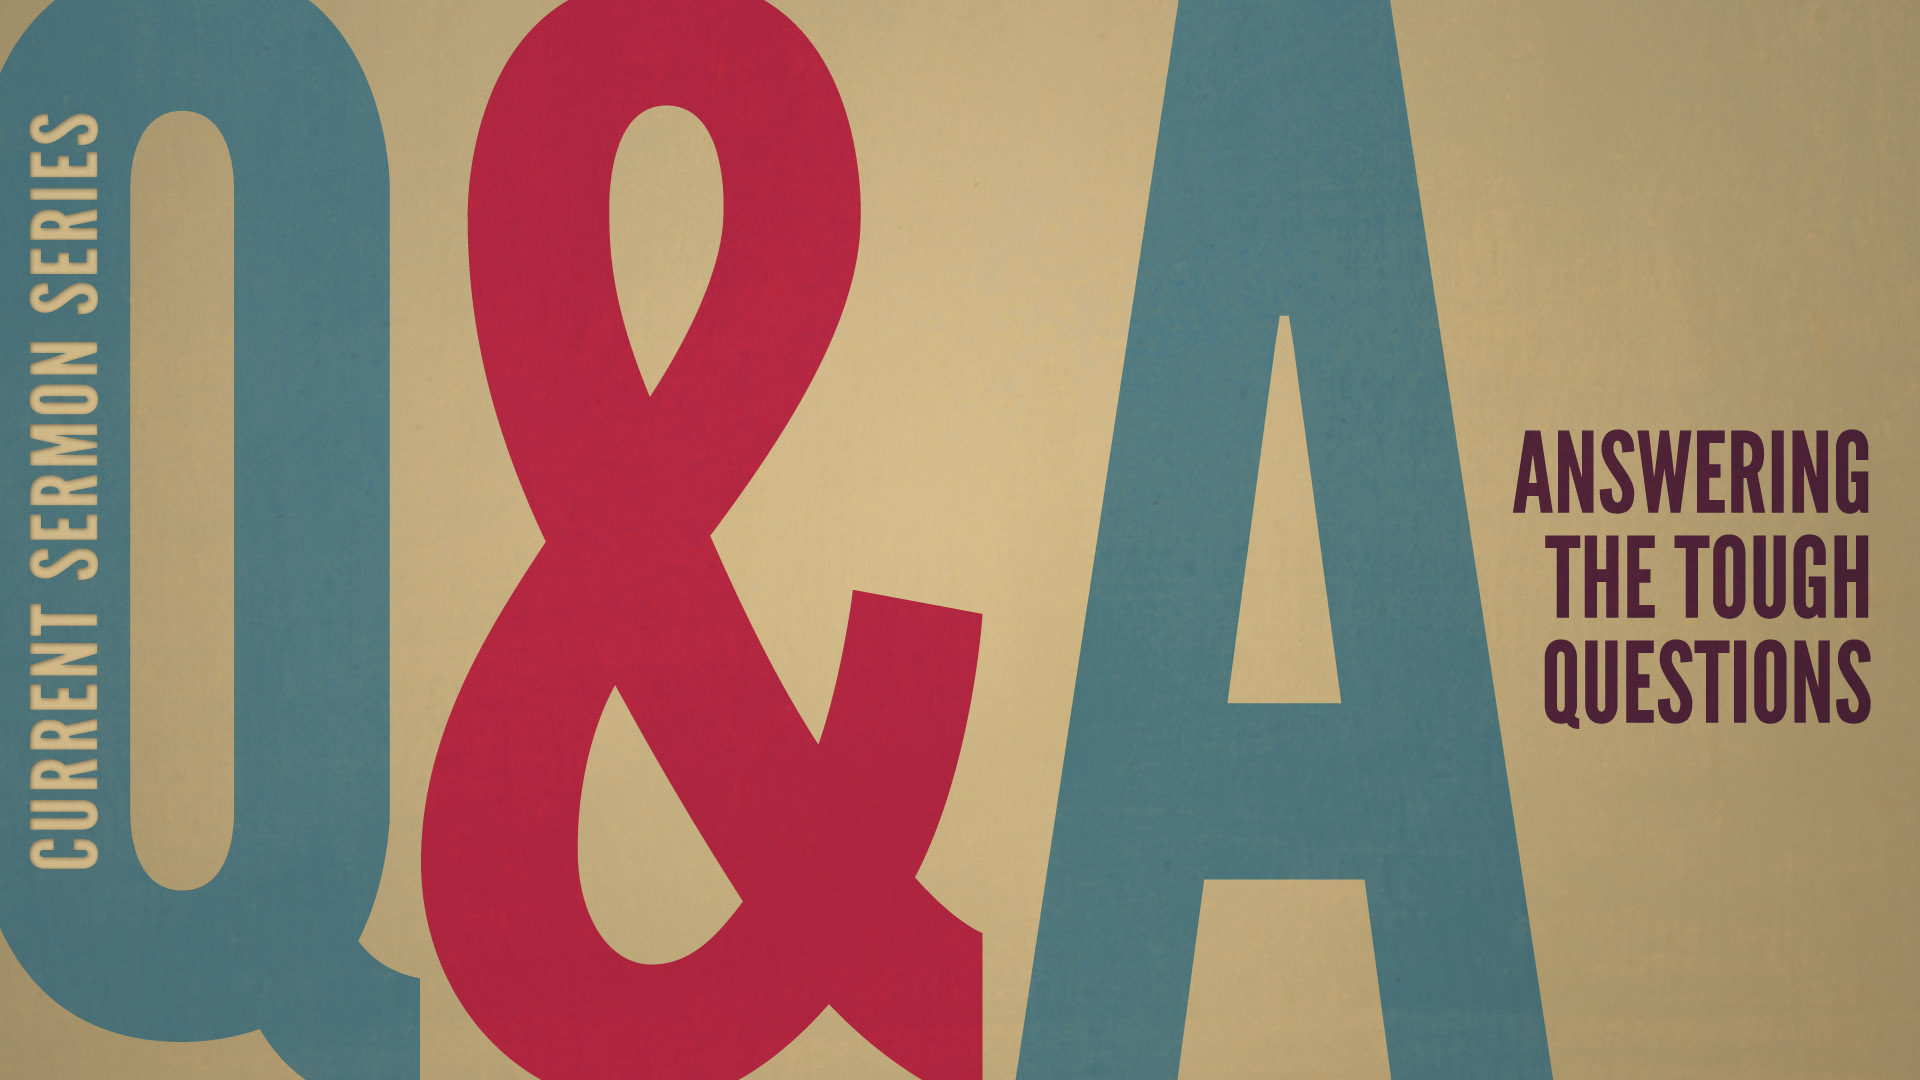 CURRENT SERMON SERIES
Q&A
ANSWERING
THE TOUGH
QUESTIONS